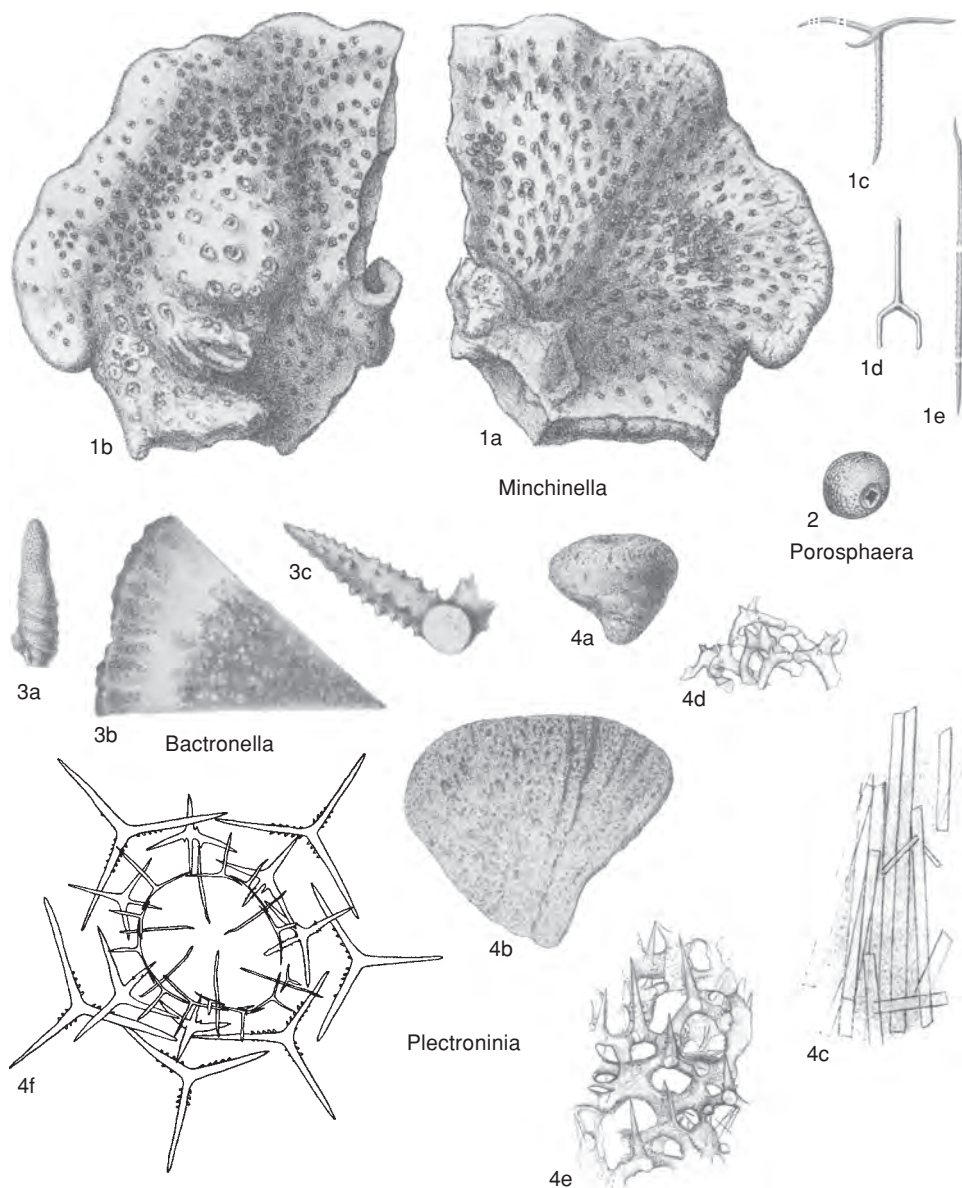 1c
1d
1e
1b
1a
Minchinella
2
Porosphaera
3a
3b
3c
4a
4d
Bactronella
4b
4c
4f
Plectroninia
4e